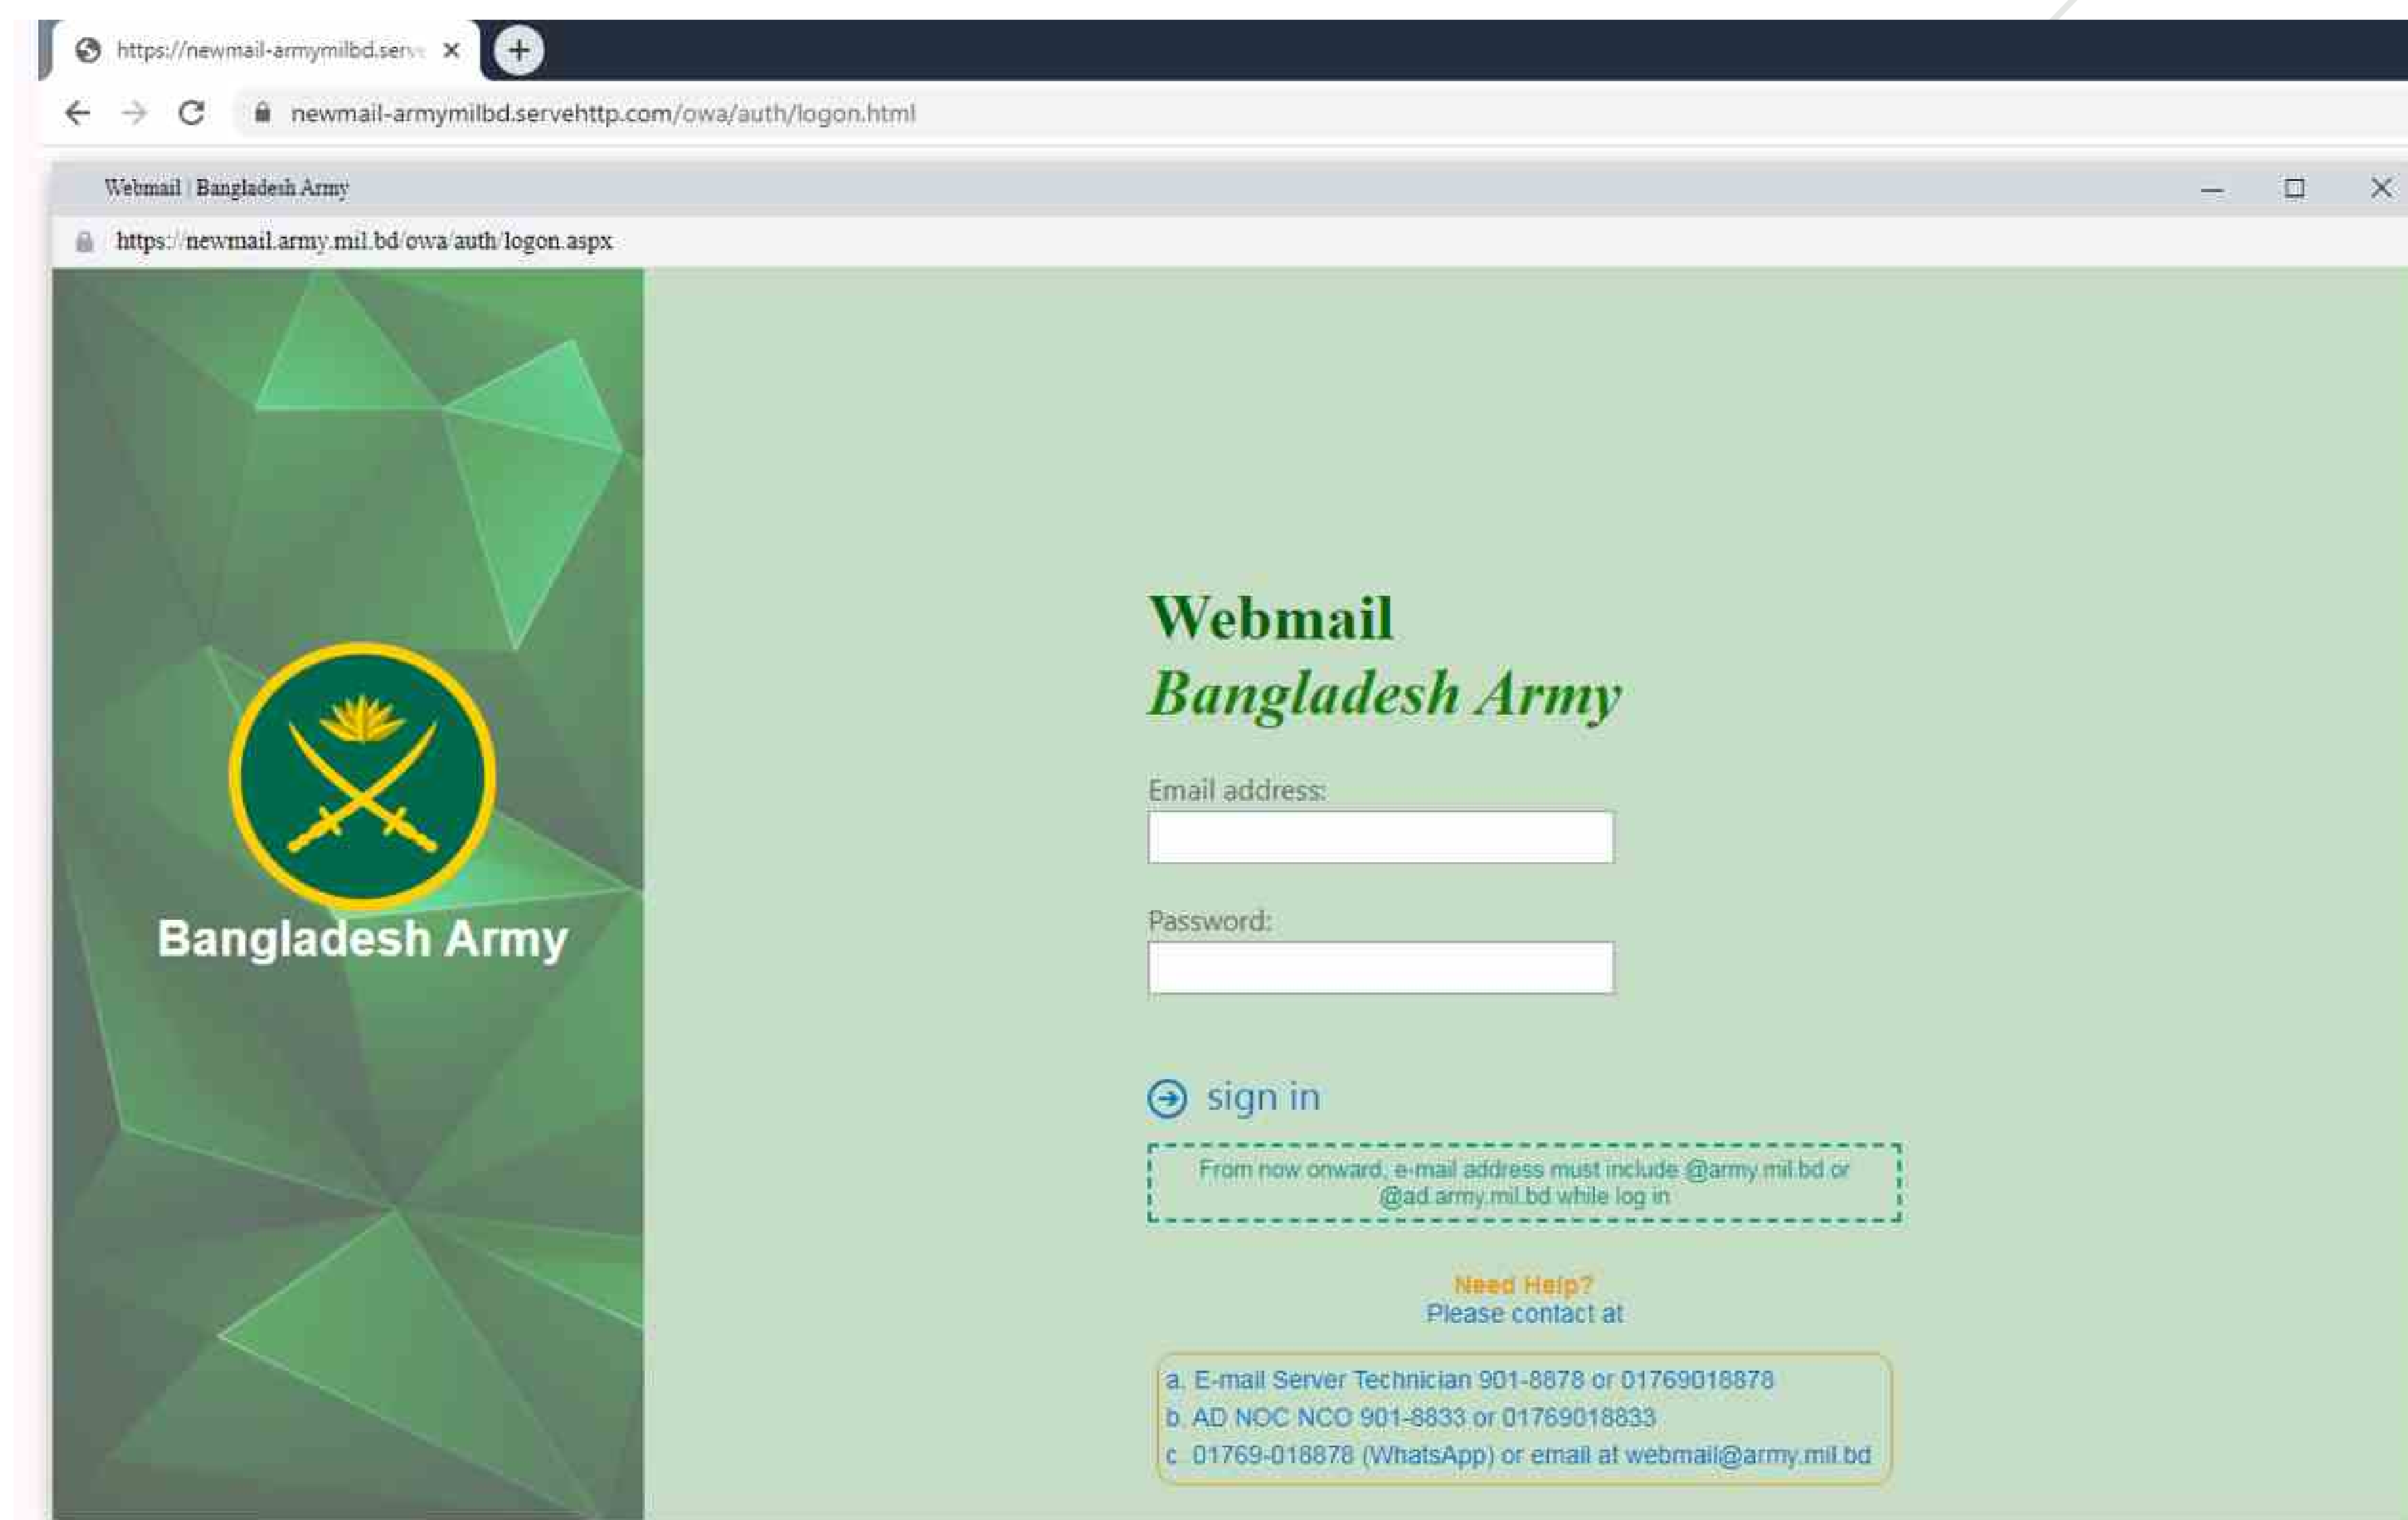 https://newmail-armymilbd.serve
newmail-armymilbd.servehttp.com/owa/auth/logon.html
Webmail | Bangladesh Army
https://newmail.army.mil.bd/owa/auth/logon.aspx
Bangladesh Army
Webmail
Bangladesh Army
Email address:
Password:
sign in
From now onward, e-mail address must include @army.mil.bd or
@ad.army.mil.bd while log in
Need Help?
Please contact at
a. E-mail Server Technician 901-8878 or 01769018878
b. AD NOC NCO 901-8833 or 01769018833
c. 01769-018878 (WhatsApp) or email at webmail@army.mil.bd